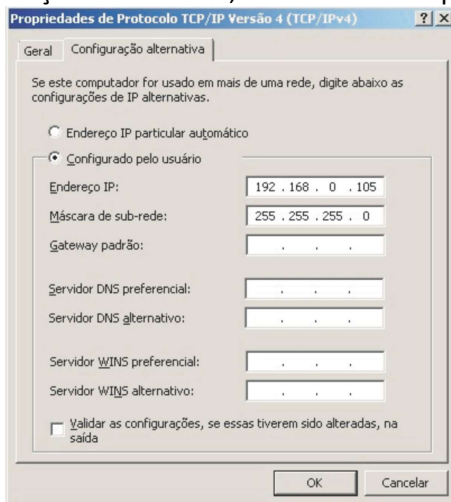 Propriedades de Protocolo TCP/IP Versão 4 (TCP/IPv4)
Geral
Configuração alternativa
Se este computador for usado em mais de uma rede, digite abaixo as
configurações de IP alternativas.
Endereço IP particular automático
Configurado pelo usuário
Endereço IP: 192 . 168 . 0 . 105
Máscara de sub-rede: 255 . 255 . 255 . 0
Gateway padrão: . . .
Servidor DNS preferencial: . . .
Servidor DNS alternativo: . . .
Servidor WINS preferencial: . . .
Servidor WINS alternativo: . . .
Validar as configurações, se essas tiverem sido alteradas, na
saída
OK Cancelar